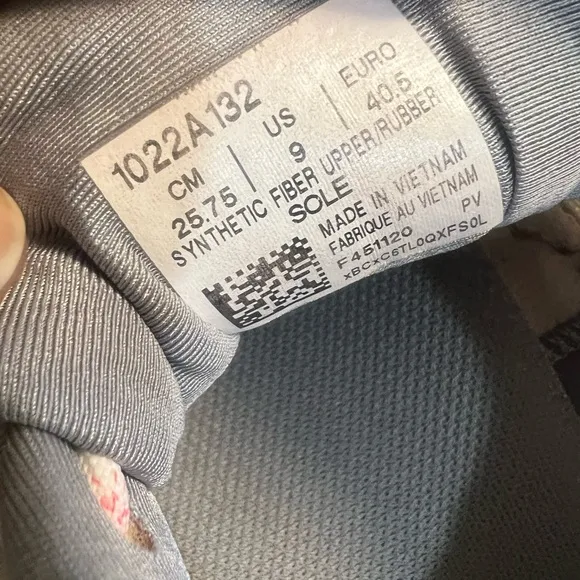 1022A132
CM | US | EURO
25.75 | 9 | 40.5
SYNTHETIC FIBER UPPER/RUBBER
SOLE
MADE IN VIETNAM
FABRIQUE AU VIETNAM
F451120 PV
xBCxC6TL0QXFS0L